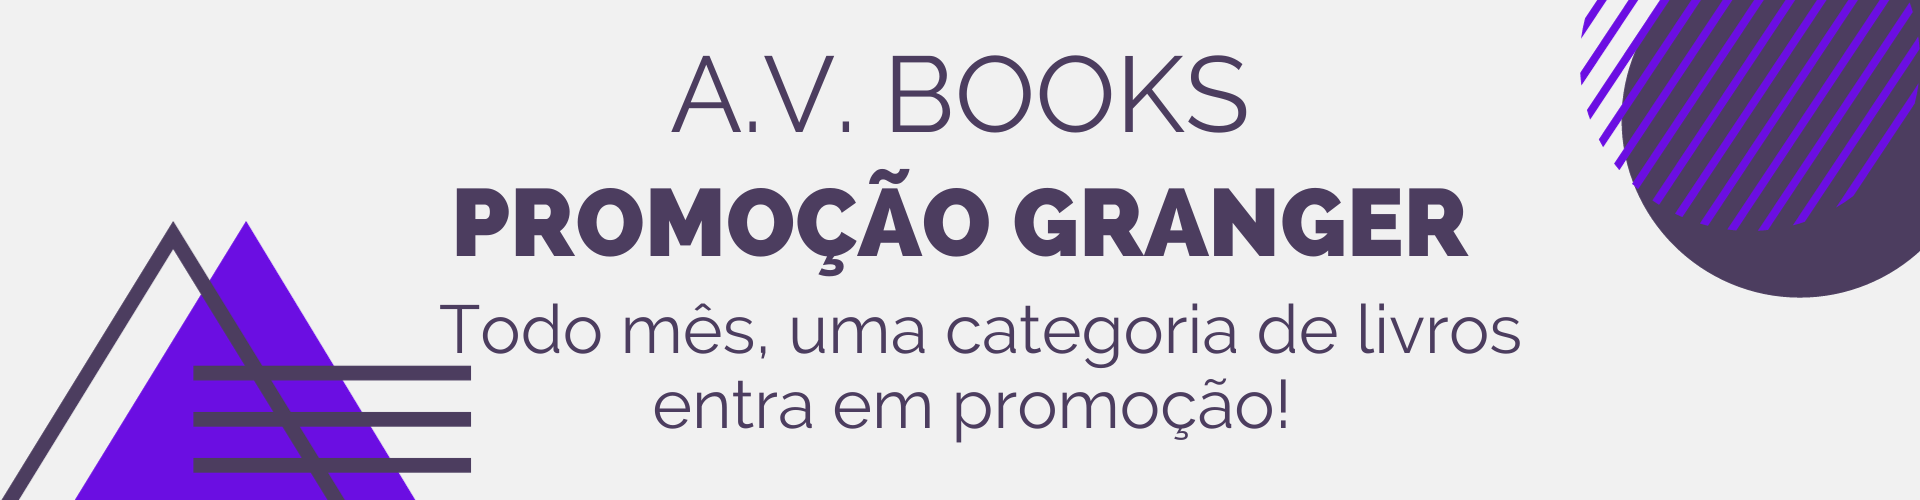 A.V. BOOKS
PROMOÇÃO GRANGER
Todo mês, uma categoria de livros
entra em promoção!